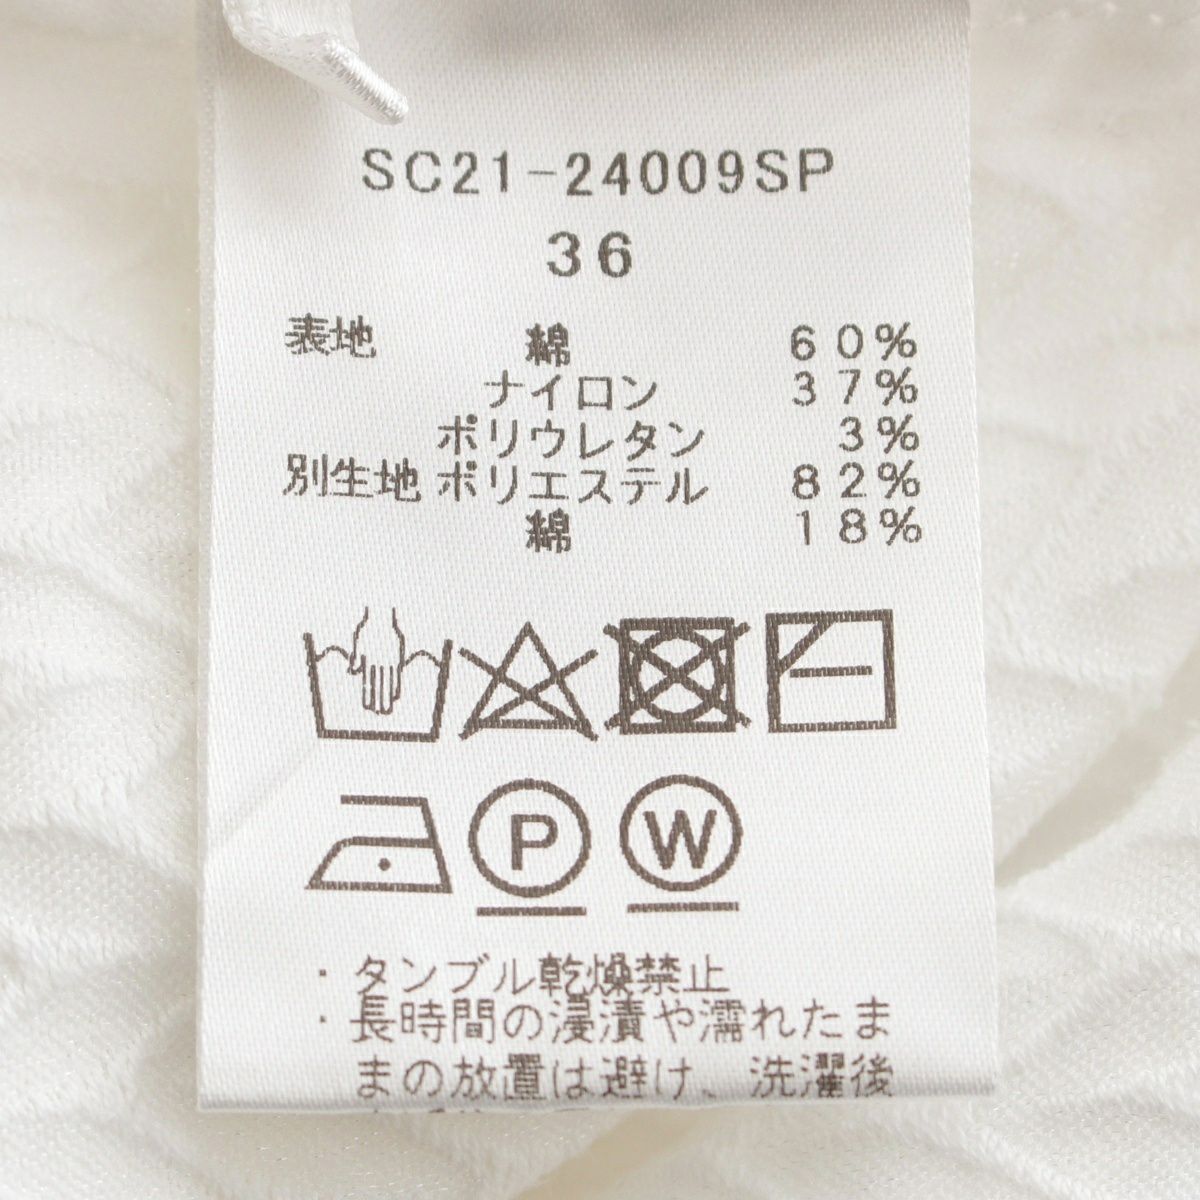 SC21-24009SP
36
表地 綿 60%
ナイロン 37%
ポリウレタン 3%
別生地 ポリエステル 82%
綿 18%
P W
・タンブル乾燥禁止
・長時間の浸漬や濡れたま
まの放置は避け、洗濯後